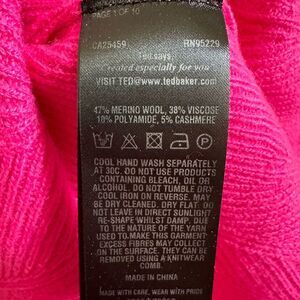 PAGE 1 OF 10
CA25459 RN95229
Ted says
Created especially for you
VISIT TED@WWW.TEDBAKER.COM
47% MERINO WOOL, 38% VISCOSE
10% POLYAMIDE, 5% CASHMERE
COOL HAND WASH SEPARATELY
AT 30C. DO NOT USE PRODUCTS
CONTAINING BLEACH, OIL OR
ALCOHOL. DO NOT TUMBLE DRY.
COOL IRON ON REVERSE. MAY
BE DRY CLEANED. DRY FLAT. DO
NOT LEAVE IN DIRECT SUNLIGHT.
RE-SHAPE WHILST DAMP. DUE
TO THE NATURE OF THE YARN
USED TO MAKE THIS GARMENT,
EXCESS FIBRES MAY COLLECT
ON THE SURFACE. THEY CAN BE
REMOVED USING A KNITWEAR
COMB.
MADE IN CHINA
MADE WITH CARE, WEAR WITH PRIDE